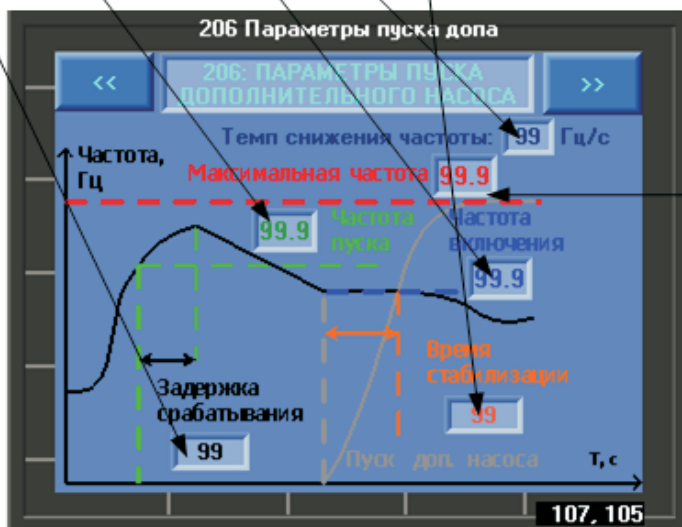 206 Параметры пуска допа
<<
206: ПАРАМЕТРЫ ПУСКА
ДОПОЛНИТЕЛЬНОГО НАСОСА
>>
Темп снижения частоты: 99 Гц/с
Частота,
Гц
Максимальная частота 99.9
99.9
Частота
пуска
Частота
включения
99.9
Время
стабилизации
99
Задержка
срабатывания
99
Пуск доп. насоса
T, с
107, 105